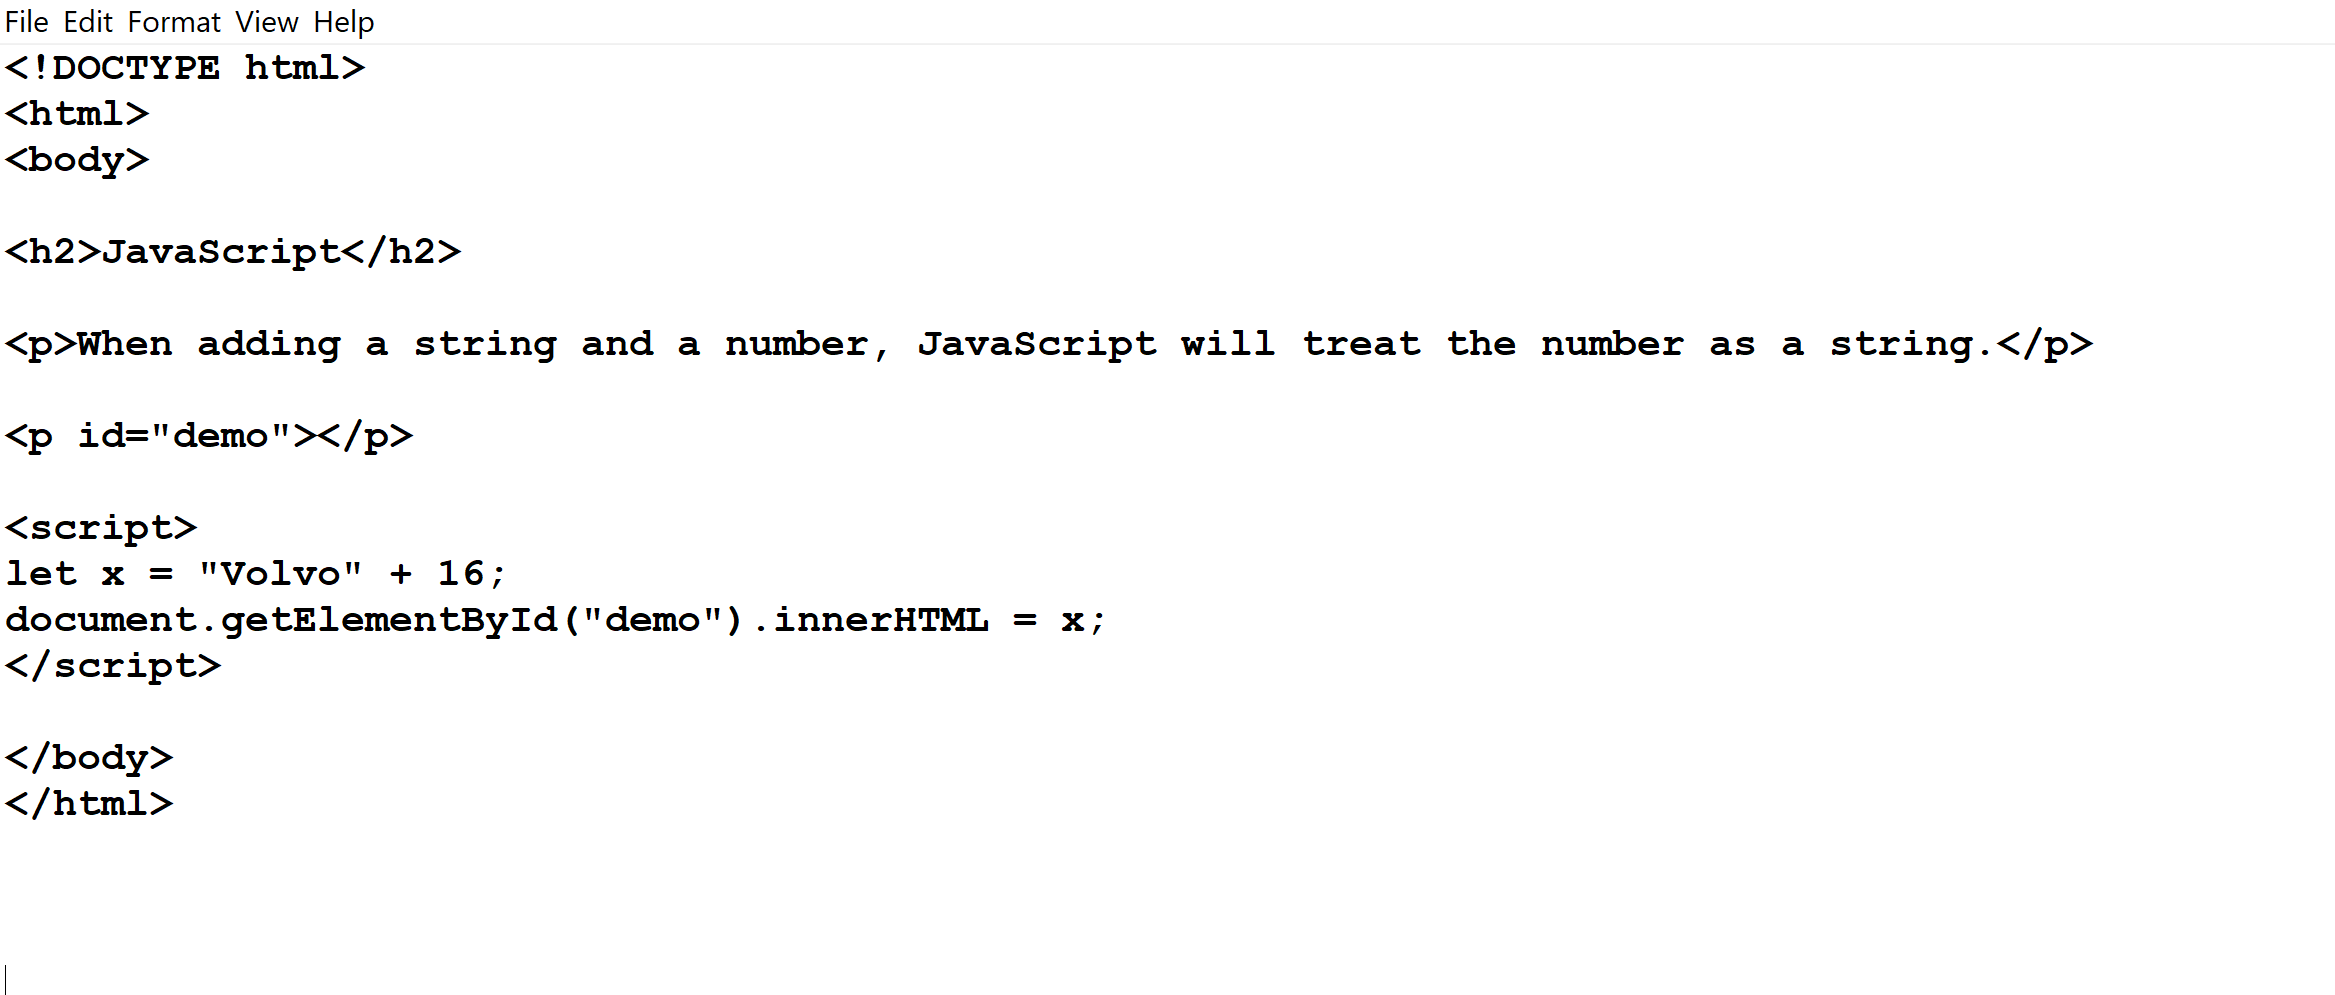 File Edit Format View Help
<!DOCTYPE html>
<html>
<body>
<h2>JavaScript</h2>
<p>When adding a string and a number, JavaScript will treat the number as a string.</p>
<p id="demo"></p>
<script>
let x = "Volvo" + 16;
document.getElementById("demo").innerHTML = x;
</script>
</body>
</html>